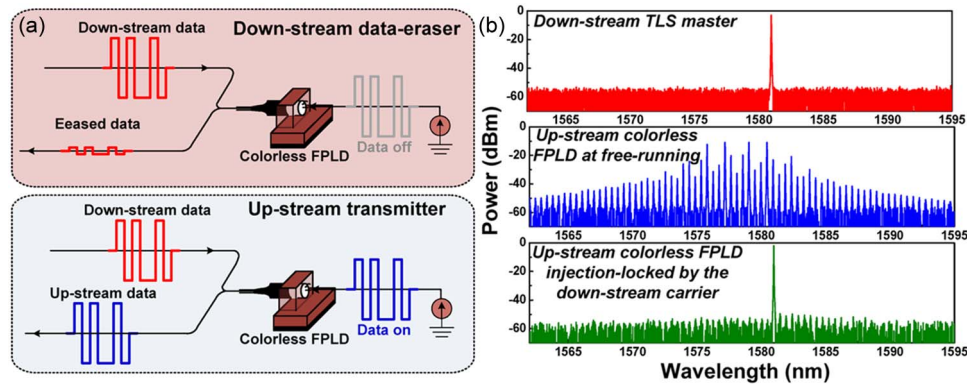 (a)
Down-stream data
Down-stream data-eraser
Eeased data
Colorless FPLD
Data off
Down-stream data
Up-stream transmitter
Up-stream data
Colorless FPLD
Data on
(b)
Power (dBm)
Down-stream TLS master
0
-20
-40
-60
1565 1570 1575 1580 1585 1590 1595
Up-stream colorless
FPLD at free-running
0
-20
-40
-60
1565 1570 1575 1580 1585 1590 1595
Up-stream colorless FPLD
injection-locked by the
down-stream carrier
0
-20
-40
-60
1565 1570 1575 1580 1585 1590 1595
Wavelength (nm)